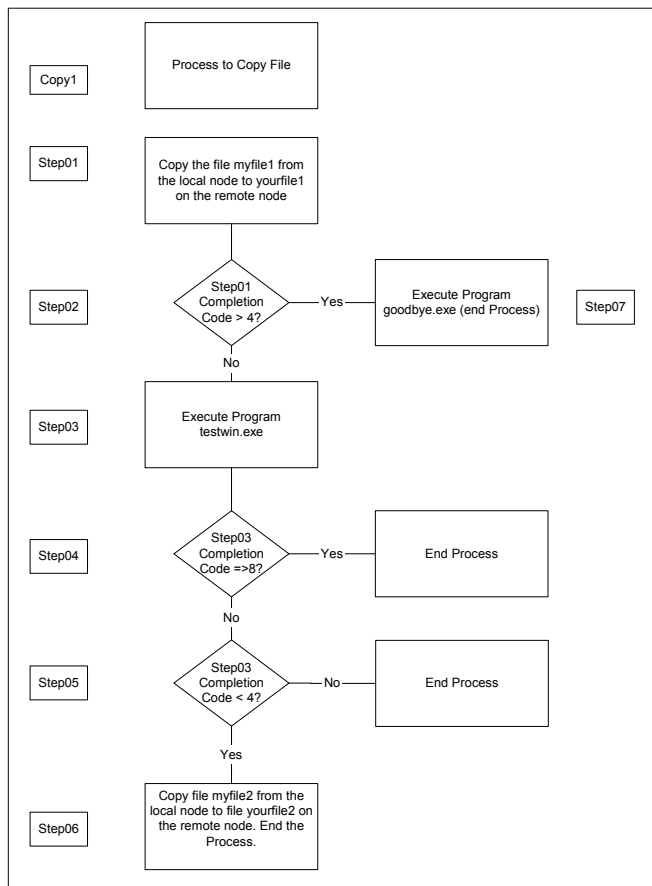 Copy1
Process to Copy File
Step01
Copy the file myfile1 from
the local node to yourfile1
on the remote node
Step02
Step01
Completion
Code > 4?
Yes
Execute Program
goodbye.exe (end Process)
Step07
No
Step03
Execute Program
testwin.exe
Step04
Step03
Completion
Code =>8?
Yes
End Process
No
Step05
Step03
Completion
Code < 4?
No
End Process
Yes
Step06
Copy file myfile2 from the
local node to file yourfile2 on
the remote node. End the
Process.